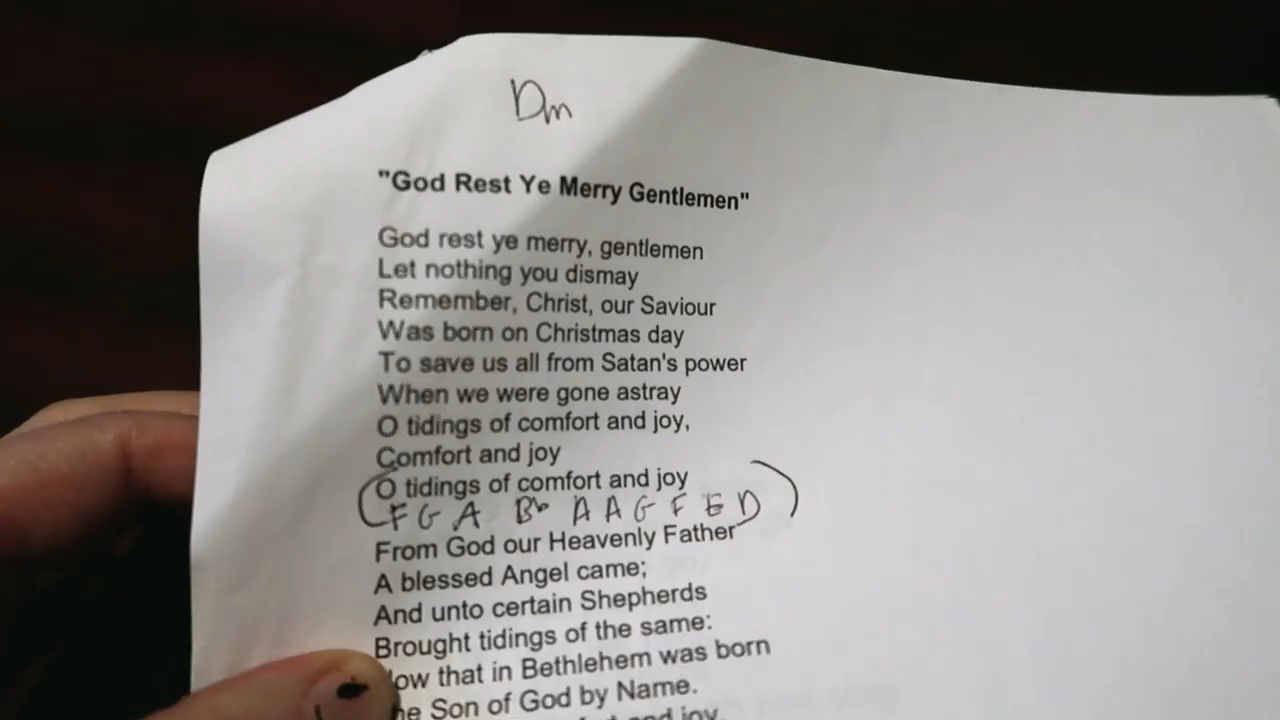 Dm
"God Rest Ye Merry Gentlemen"
God rest ye merry, gentlemen
Let nothing you dismay
Remember, Christ, our Saviour
Was born on Christmas day
To save us all from Satan's power
When we were gone astray
O tidings of comfort and joy,
Comfort and joy
(O tidings of comfort and joy
F G A Bb A A G F E D)
From God our Heavenly Father
A blessed Angel came;
And unto certain Shepherds
Brought tidings of the same:
that in Bethlehem was born
Son of God by Name.
and joy